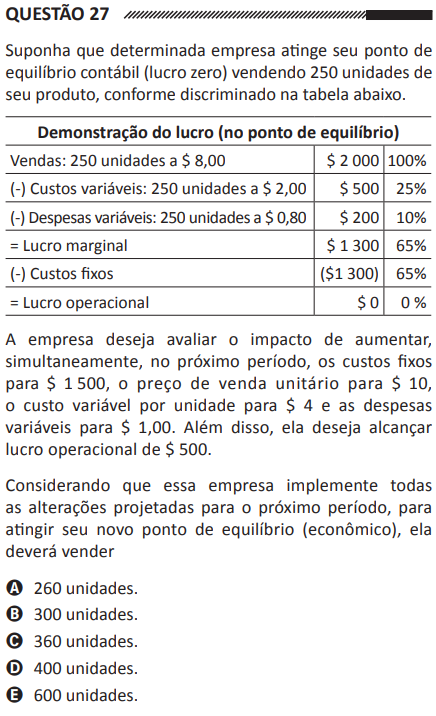 QUESTÃO 27
Suponha que determinada empresa atinge seu ponto de
equilíbrio contábil (lucro zero) vendendo 250 unidades de
seu produto, conforme discriminado na tabela abaixo.
Demonstração do lucro (no ponto de equilíbrio)
Vendas: 250 unidades a $ 8,00 $ 2 000 100%
(-) Custos variáveis: 250 unidades a $ 2,00 $ 500 25%
(-) Despesas variáveis: 250 unidades a $ 0,80 $ 200 10%
= Lucro marginal $ 1 300 65%
(-) Custos fixos ($1 300) 65%
= Lucro operacional $ 0 0 %
A empresa deseja avaliar o impacto de aumentar,
simultaneamente, no próximo período, os custos fixos
para $ 1 500, o preço de venda unitário para $ 10,
o custo variável por unidade para $ 4 e as despesas
variáveis para $ 1,00. Além disso, ela deseja alcançar
lucro operacional de $ 500.
Considerando que essa empresa implemente todas
as alterações projetadas para o próximo período, para
atingir seu novo ponto de equilíbrio (econômico), ela
deverá vender
A 260 unidades.
B 300 unidades.
C 360 unidades.
D 400 unidades.
E 600 unidades.